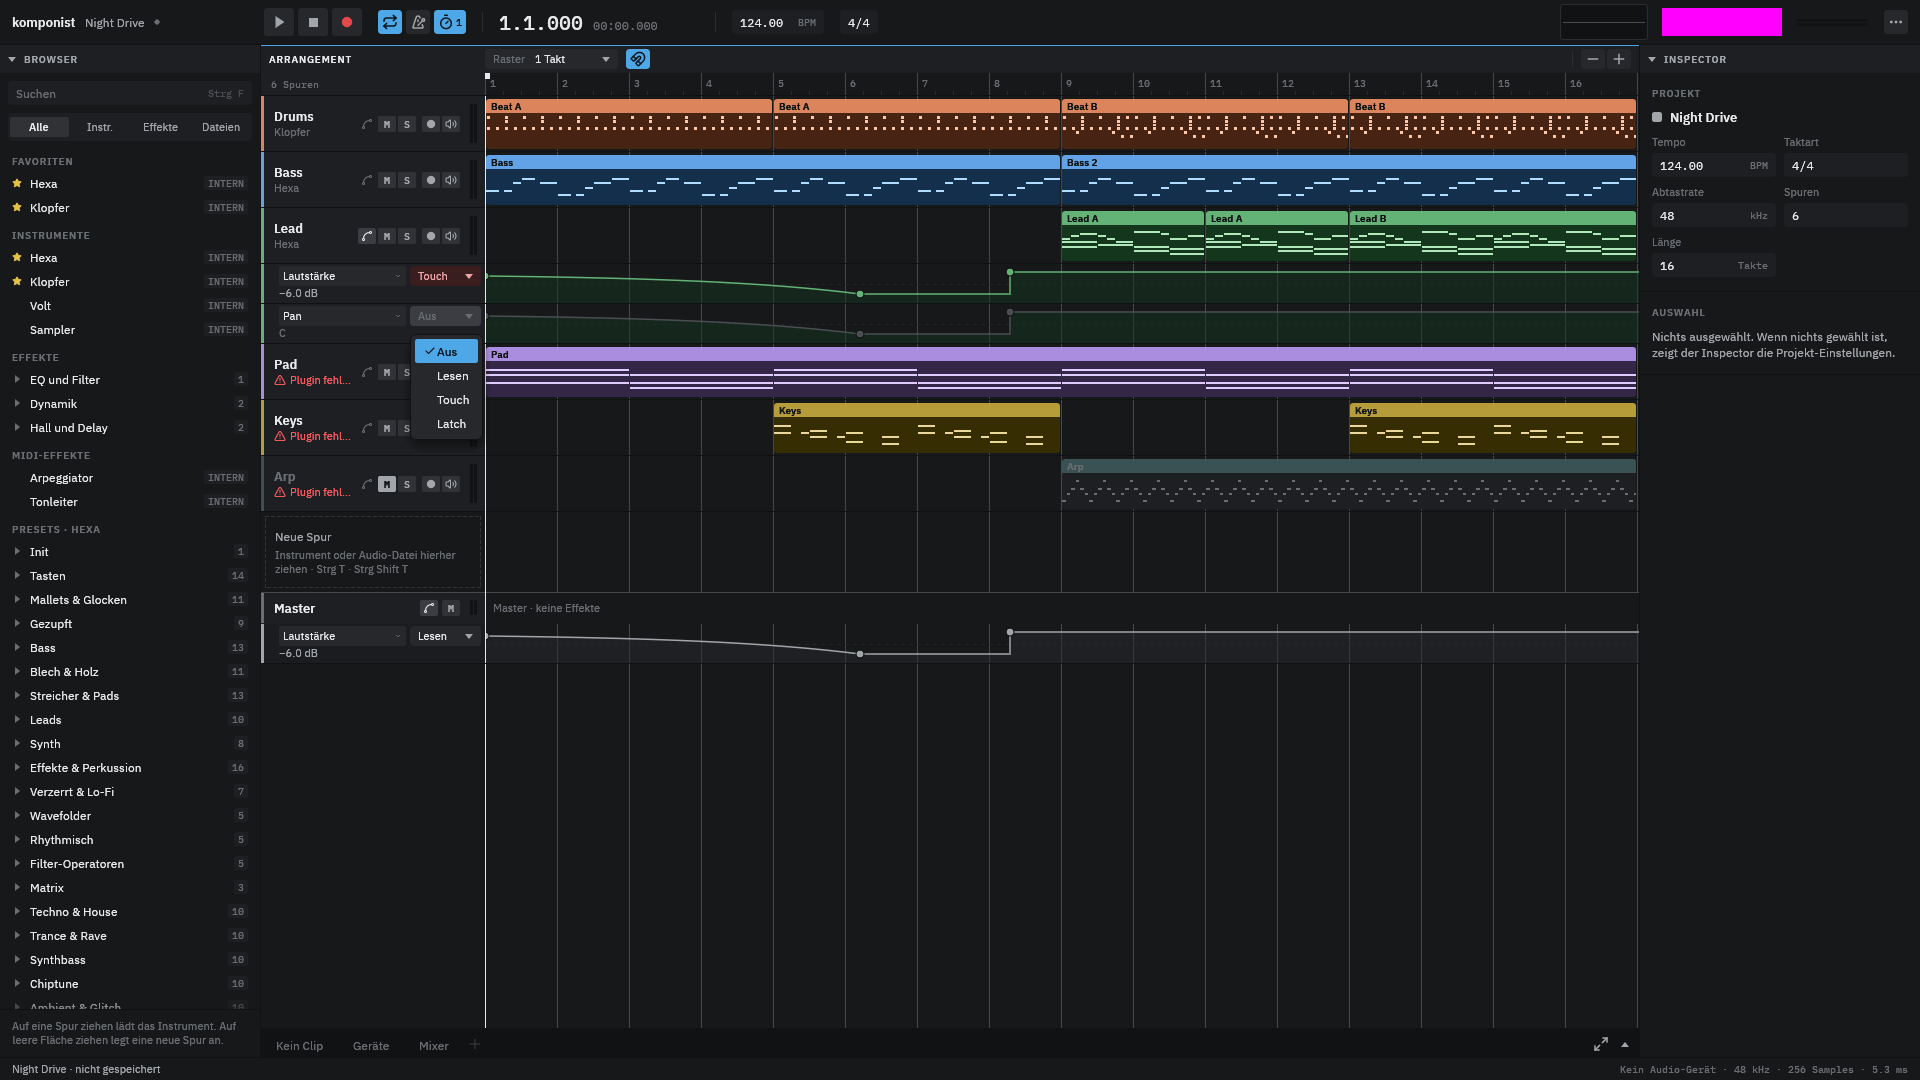 komponist Night Drive
1 1.1.000 00:00.000 124.00 BPM 4/4
BROWSER
Suchen Strg F
Alle Instr. Effekte Dateien
FAVORITEN
Hexa INTERN
Klopfer INTERN
INSTRUMENTE
Hexa INTERN
Klopfer INTERN
Volt INTERN
Sampler INTERN
EFFEKTE
EQ und Filter 1
Dynamik 2
Hall und Delay 2
MIDI-EFFEKTE
Arpeggiator INTERN
Tonleiter INTERN
PRESETS · HEXA
Init 1
Tasten 14
Mallets & Glocken 11
Gezupft 9
Bass 13
Blech & Holz 11
Streicher & Pads 13
Leads 10
Synth 8
Effekte & Perkussion 16
Verzerrt & Lo-Fi 7
Wavefolder 5
Rhythmisch 5
Filter-Operatoren 5
Matrix 3
Techno & House 10
Trance & Rave 10
Synthbass 10
Chiptune 10
Ambient & Glitch 10
Auf eine Spur ziehen lädt das Instrument. Auf
leere Fläche ziehen legt eine neue Spur an.
ARRANGEMENT Raster 1 Takt
6 Spuren 1 2 3 4 5 6 7 8 9 10 11 12 13 14 15 16
Drums
Klopfer
M S
Beat A Beat A Beat B Beat B
Bass
Hexa
M S
Bass Bass 2
Lead
Hexa
M S
Lead A Lead A Lead B
Lautstärke Touch
−6.0 dB
Pan Aus
C
Aus
Lesen
Touch
Latch
Pad
Plugin fehl...
M S
Pad
Keys
Plugin fehl...
M S
Keys Keys
Arp
Plugin fehl...
M S
Arp
Neue Spur
Instrument oder Audio-Datei hierher
ziehen · Strg T · Strg Shift T
Master M Master · keine Effekte
Lautstärke Lesen
−6.0 dB
Kein Clip Geräte Mixer
INSPECTOR
PROJEKT
Night Drive
Tempo Taktart
124.00 BPM 4/4
Abtastrate Spuren
48 kHz 6
Länge
16 Takte
AUSWAHL
Nichts ausgewählt. Wenn nichts gewählt ist,
zeigt der Inspector die Projekt-Einstellungen.
Night Drive · nicht gespeichert
Kein Audio-Gerät · 48 kHz · 256 Samples · 5.3 ms